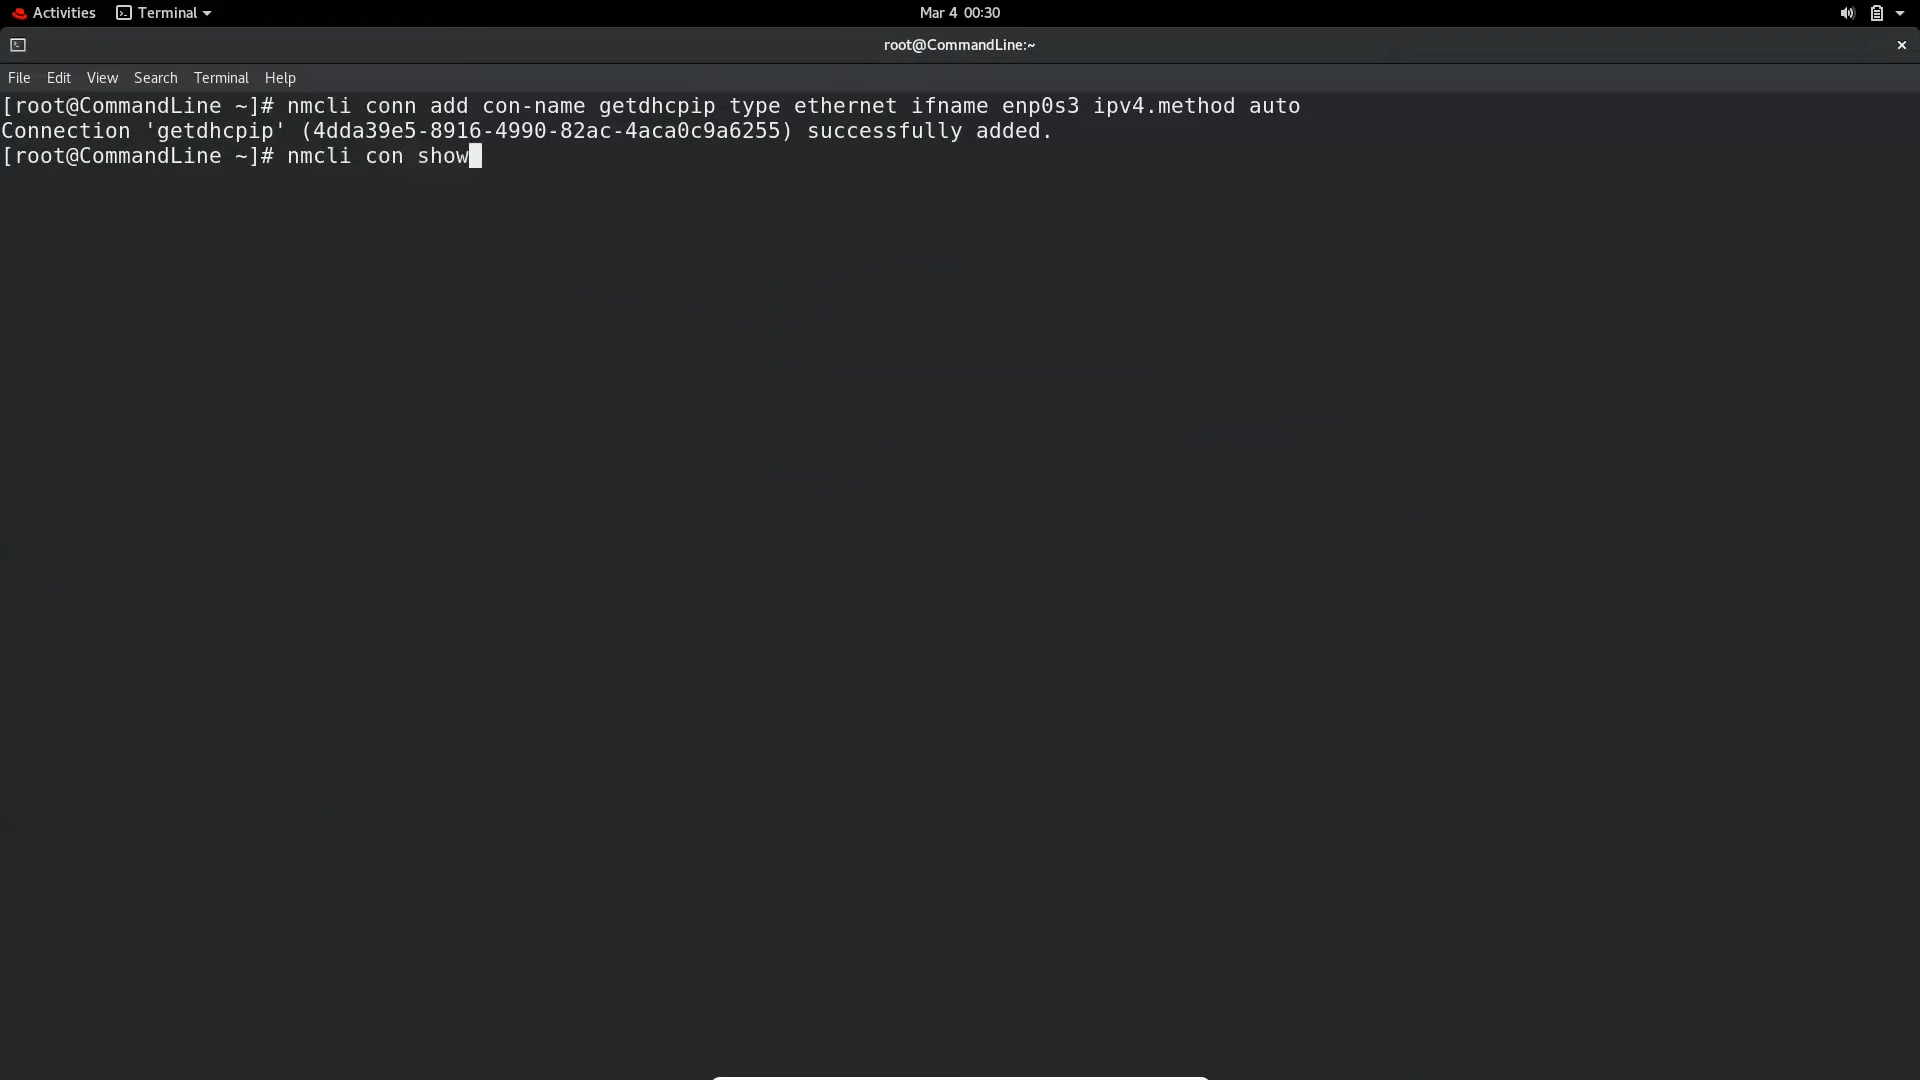 Activities Terminal Mar 4 00:30
root@CommandLine:~
File Edit View Search Terminal Help
[root@CommandLine ~]# nmcli conn add con-name getdhcpip type ethernet ifname enp0s3 ipv4.method auto
Connection 'getdhcpip' (4dda39e5-8916-4990-82ac-4aca0c9a6255) successfully added.
[root@CommandLine ~]# nmcli con show